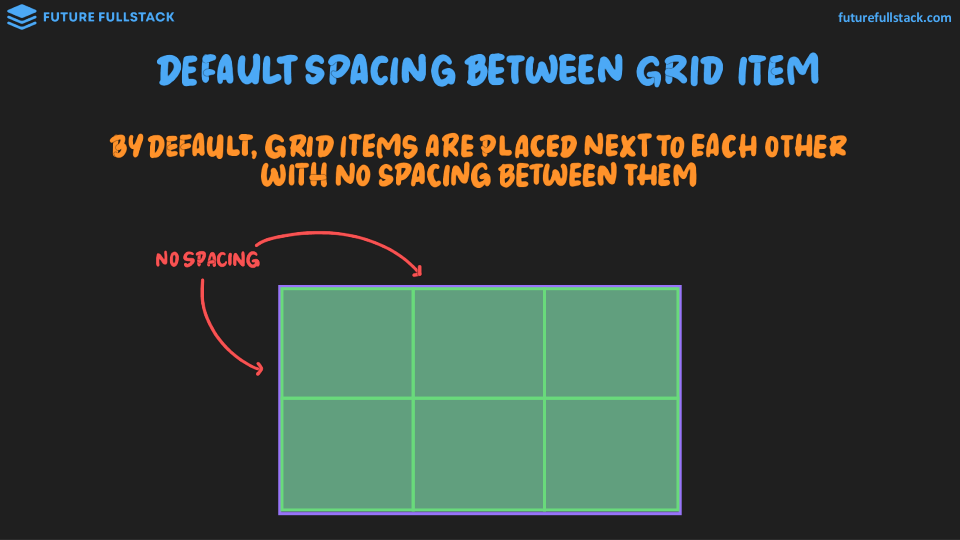 FUTURE FULLSTACK
futurefullstack.com
DEFAULT SPACING BETWEEN GRID ITEM
BY DEFAULT, GRID ITEMS ARE PLACED NEXT TO EACH OTHER
WITH NO SPACING BETWEEN THEM
NO SPACING